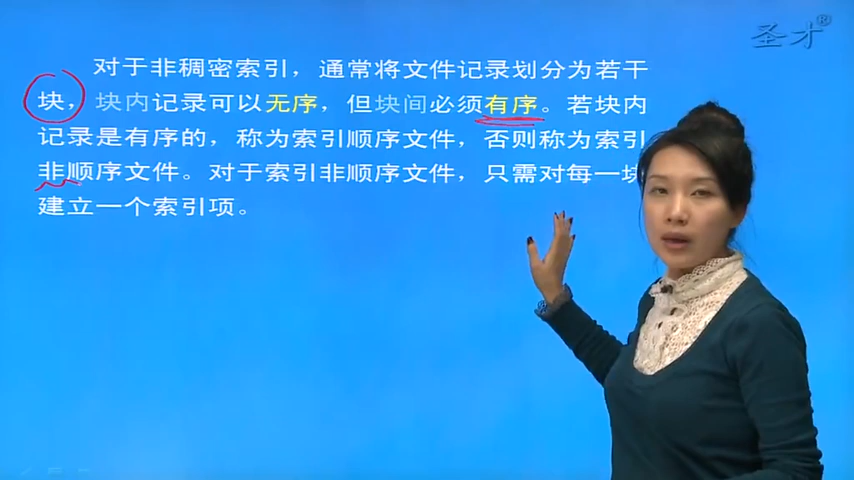 圣才®
对于非稠密索引，通常将文件记录划分为若干
块，块内记录可以无序，但块间必须有序。若块内
记录是有序的，称为索引顺序文件，否则称为索引
非顺序文件。对于索引非顺序文件，只需对每一块
建立一个索引项。